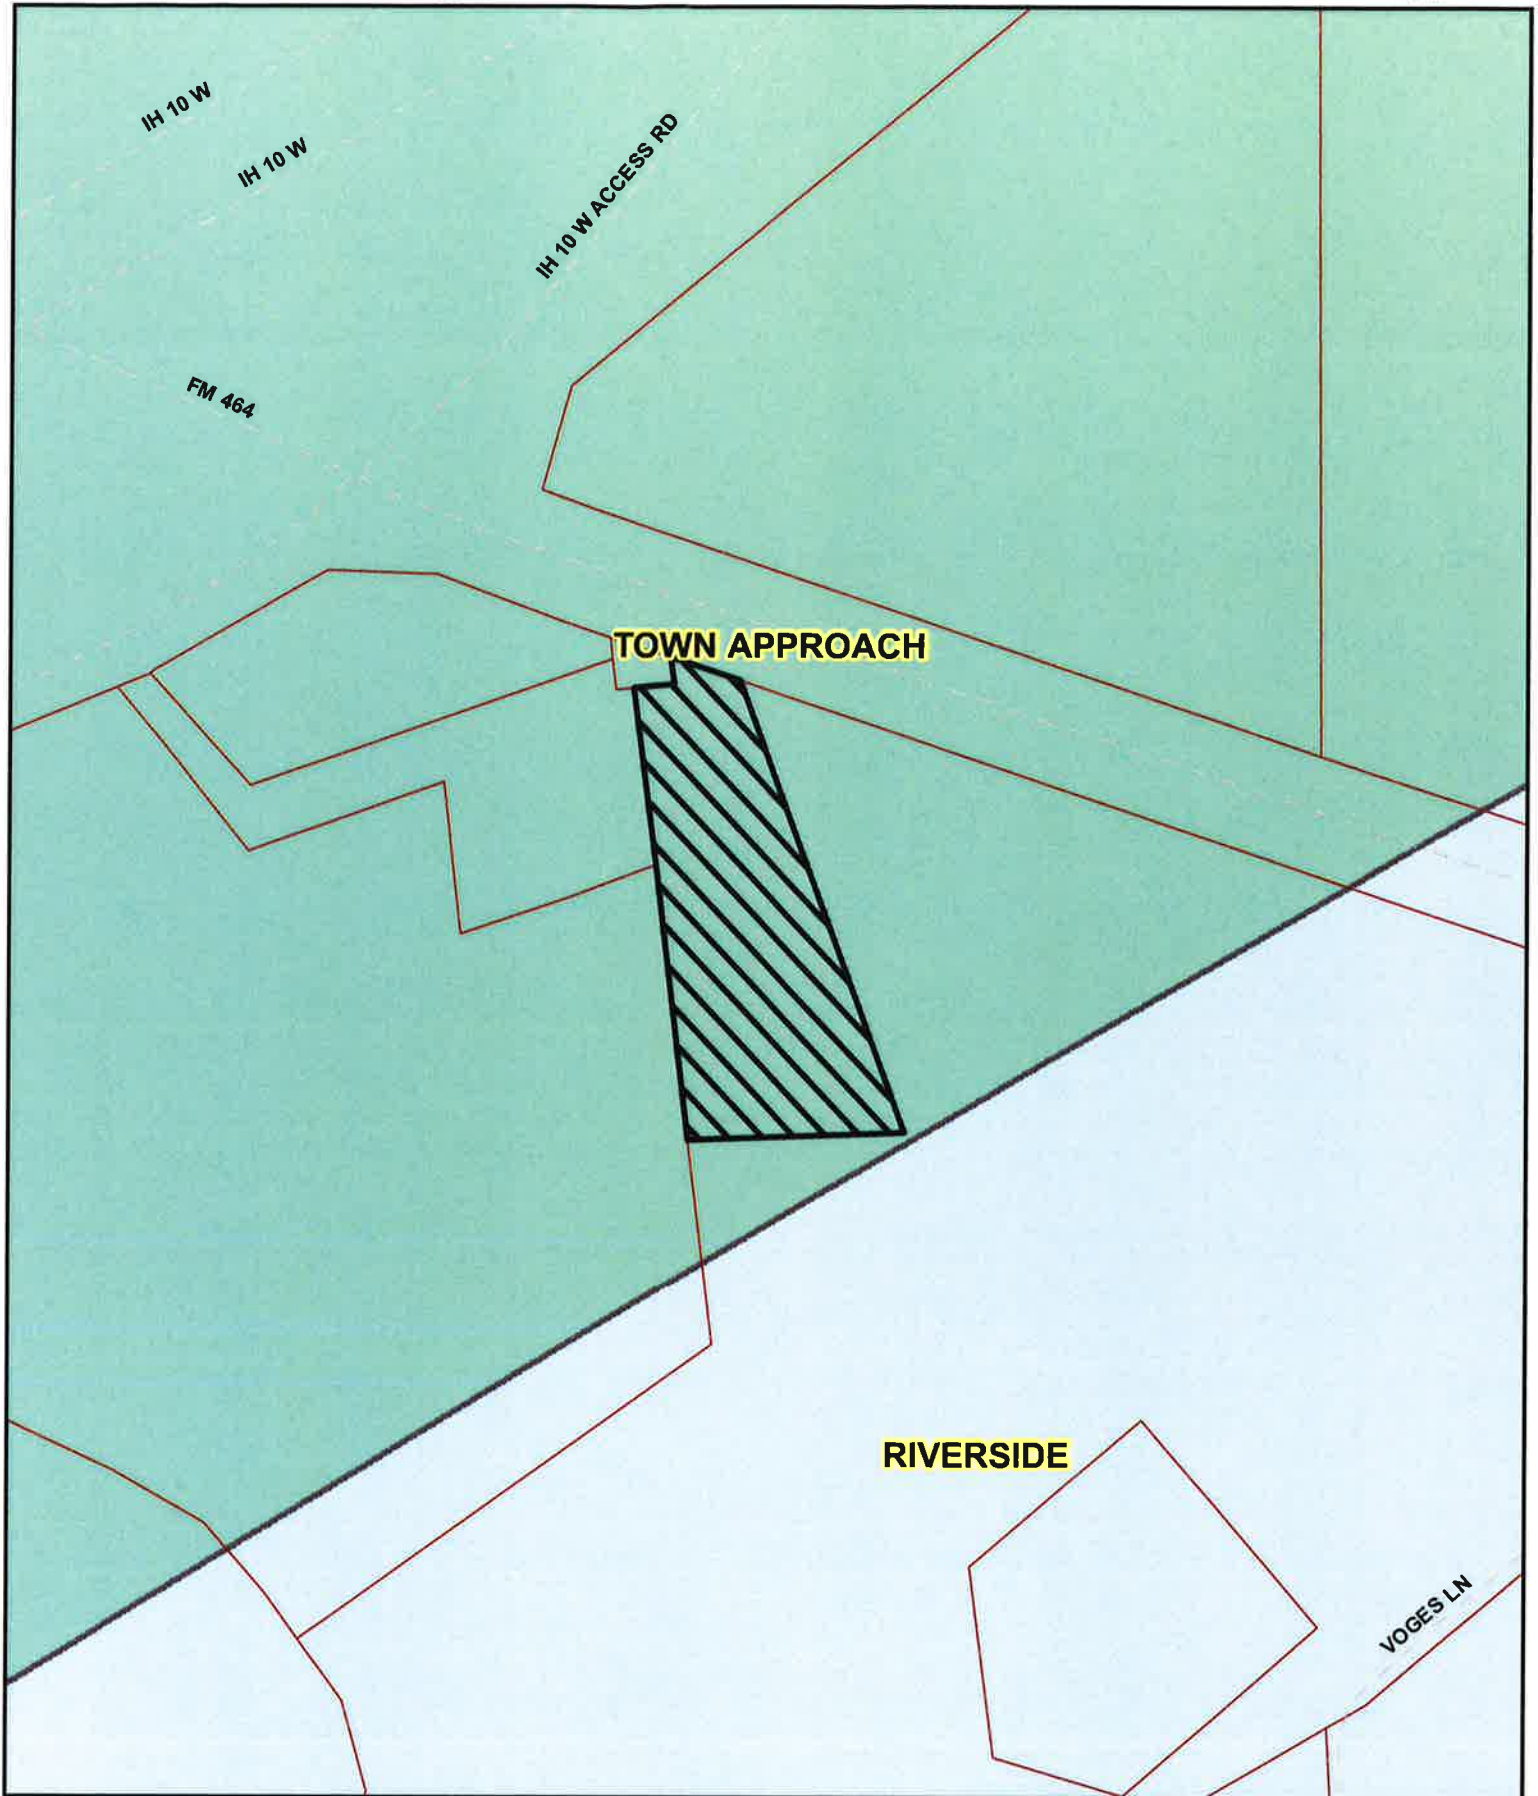 IH 10 W
IH 10 W
IH 10 W ACCESS RD
FM 464
TOWN APPROACH
RIVERSIDE
VOGES LN